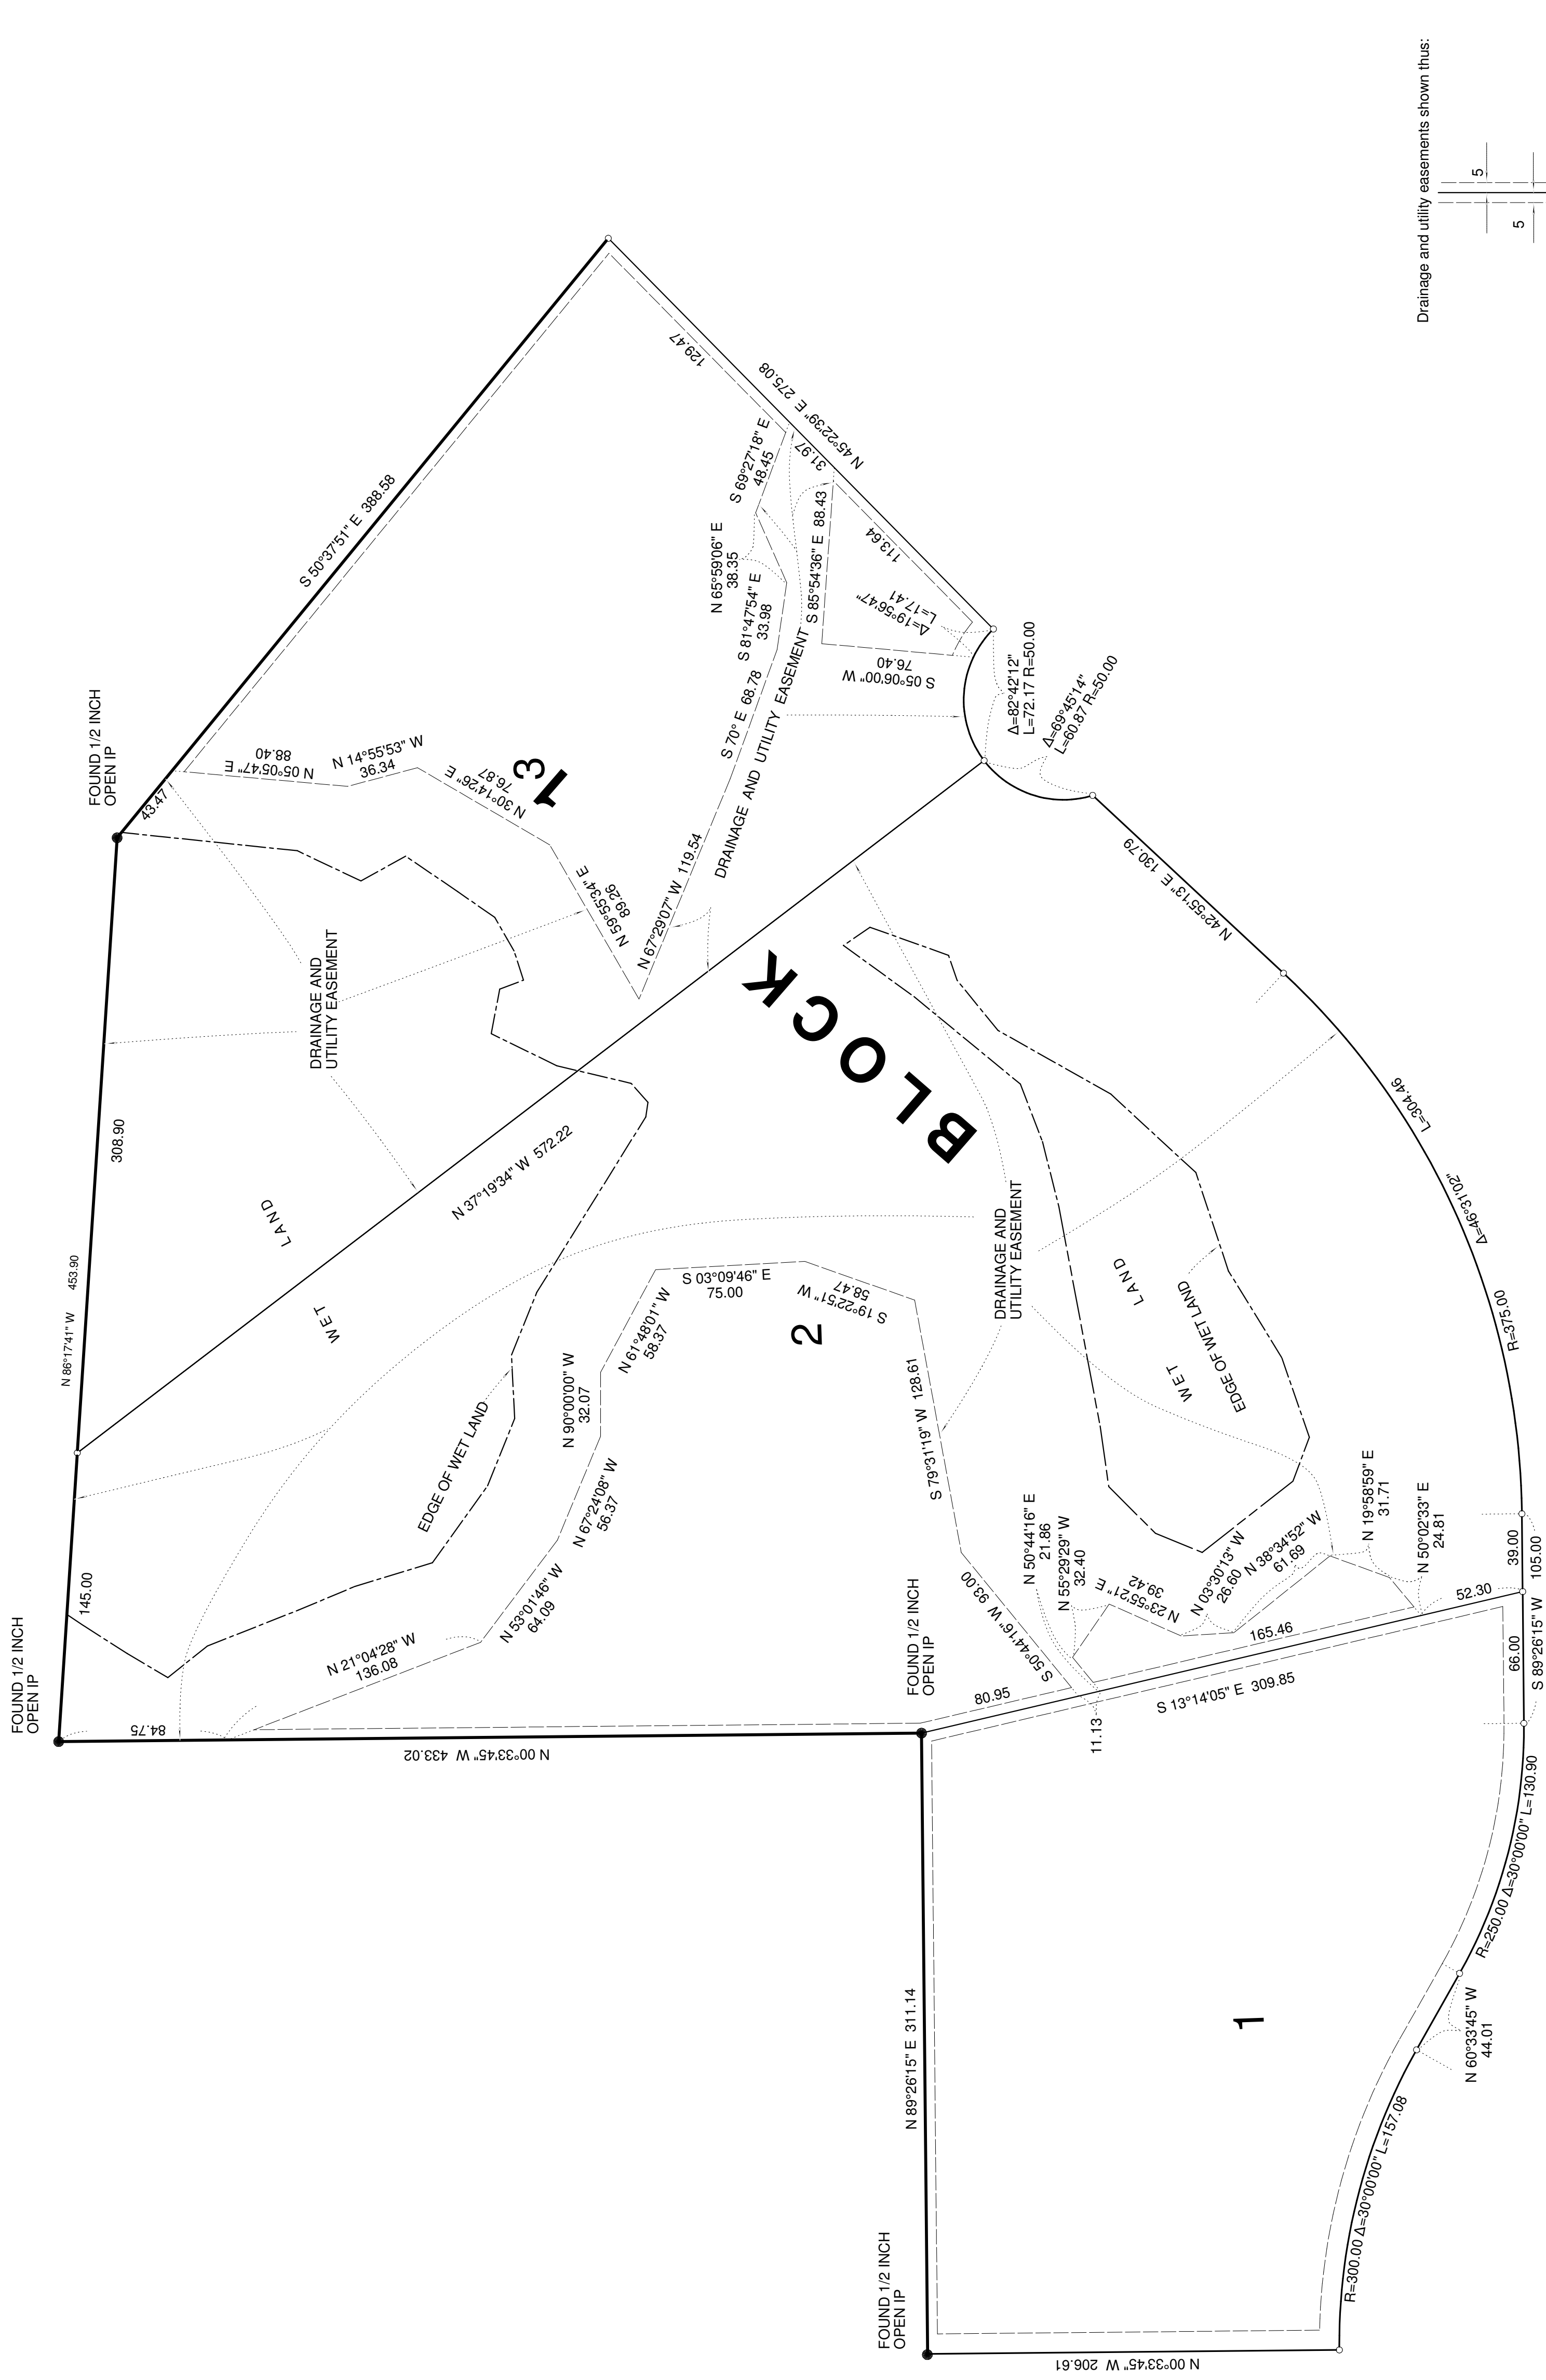 Drainage and utility easements shown thus:
5
5
FOUND 1/2 INCH
OPEN IP
S 50°37'51" E  388.58
43.47
N 05°05'47" E
88.40
N 14°55'53" W
36.34
N 30°14'26" E
76.87
N 59°55'34" E
89.26
N 67°29'07" W  119.54
S 70° E  68.78
S 81°47'54" E
33.98
N 65°59'06" E
38.35
S 69°27'18" E
48.45
129.47
N 45°22'39" E  275.08
31.97
S 85°54'36" E  88.43
113.64
Δ=19°56'47"
L=17.41
S 05°06'00" W
76.40
DRAINAGE AND UTILITY EASEMENT
Δ=82°42'12"
L=72.17 R=50.00
Δ=69°45'14"
L=60.87 R=50.00
3
BLOCK 1
DRAINAGE AND
UTILITY EASEMENT
308.90
N 86°17'41" W  453.90
WET LAND
N 37°19'34" W  572.22
N 42°55'13" E  130.79
L=304.46
Δ=46°31'02"
R=375.00
145.00
FOUND 1/2 INCH
OPEN IP
84.75
N 00°33'45" W  433.02
N 21°04'28" W
136.08
EDGE OF WET LAND
N 53°01'46" W
64.09
N 67°24'08" W
56.37
N 90°00'00" W
32.07
N 61°48'01" W
58.37
S 03°09'46" E
75.00
S 19°22'51" W
58.47
2
S 79°31'19" W  128.61
S 50°44'16" W  93.00
DRAINAGE AND
UTILITY EASEMENT
WET LAND
EDGE OF WET LAND
N 50°44'16" E
21.86
N 55°29'29" W
32.40
N 23°55'21" E
39.42
N 03°30'13" W
26.60
N 38°34'52" W
61.69
N 19°58'59" E
31.71
N 50°02'33" E
24.81
FOUND 1/2 INCH
OPEN IP
80.95
11.13
165.46
52.30
S 13°14'05" E  309.85
39.00
105.00
66.00
S 89°26'15" W
N 89°26'15" E  311.14
1
R=250.00 Δ=30°00'00" L=130.90
N 60°33'45" W
44.01
R=300.00 Δ=30°00'00" L=157.08
FOUND 1/2 INCH
OPEN IP
N 00°33'45" W  206.61